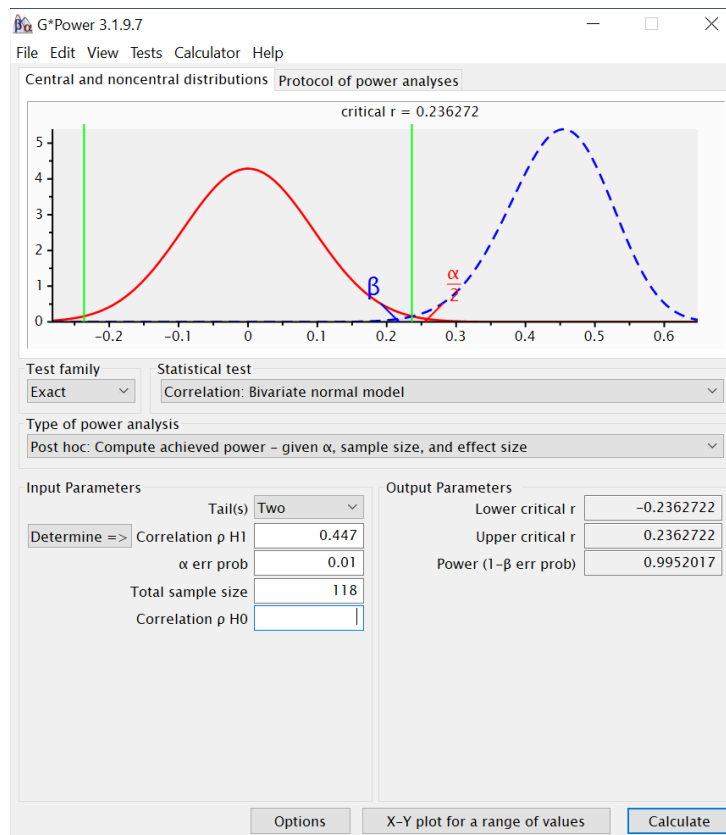 βα G*Power 3.1.9.7
File Edit View Tests Calculator Help
Central and noncentral distributions Protocol of power analyses
critical r = 0.236272
5
4
3
2
1
0
β
α
2
-0.2 -0.1 0 0.1 0.2 0.3 0.4 0.5 0.6
Test family Statistical test
Exact Correlation: Bivariate normal model
Type of power analysis
Post hoc: Compute achieved power - given α, sample size, and effect size
Input Parameters Output Parameters
Tail(s) Two Lower critical r -0.2362722
Determine => Correlation ρ H1 0.447 Upper critical r 0.2362722
α err prob 0.01 Power (1-β err prob) 0.9952017
Total sample size 118
Correlation ρ H0
Options X-Y plot for a range of values Calculate